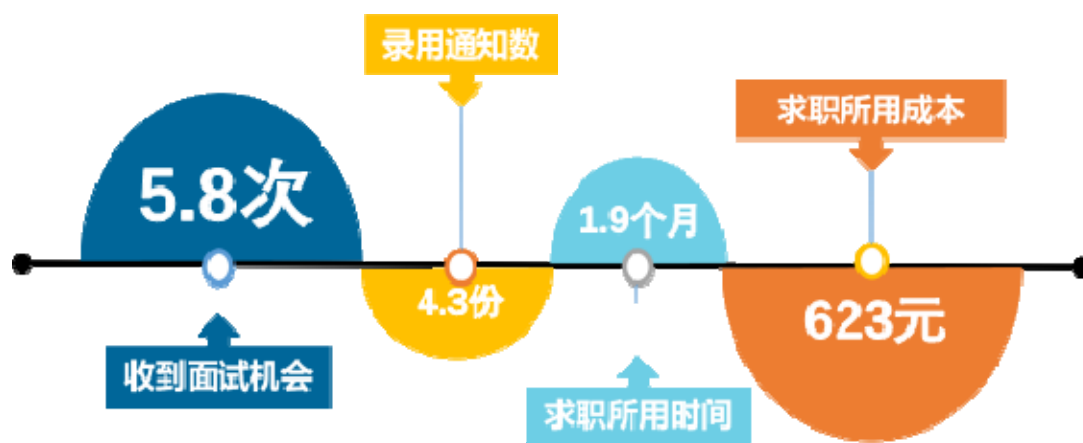 录用通知数
求职所用成本
5.8次
1.9个月
4.3份
623元
收到面试机会
求职所用时间